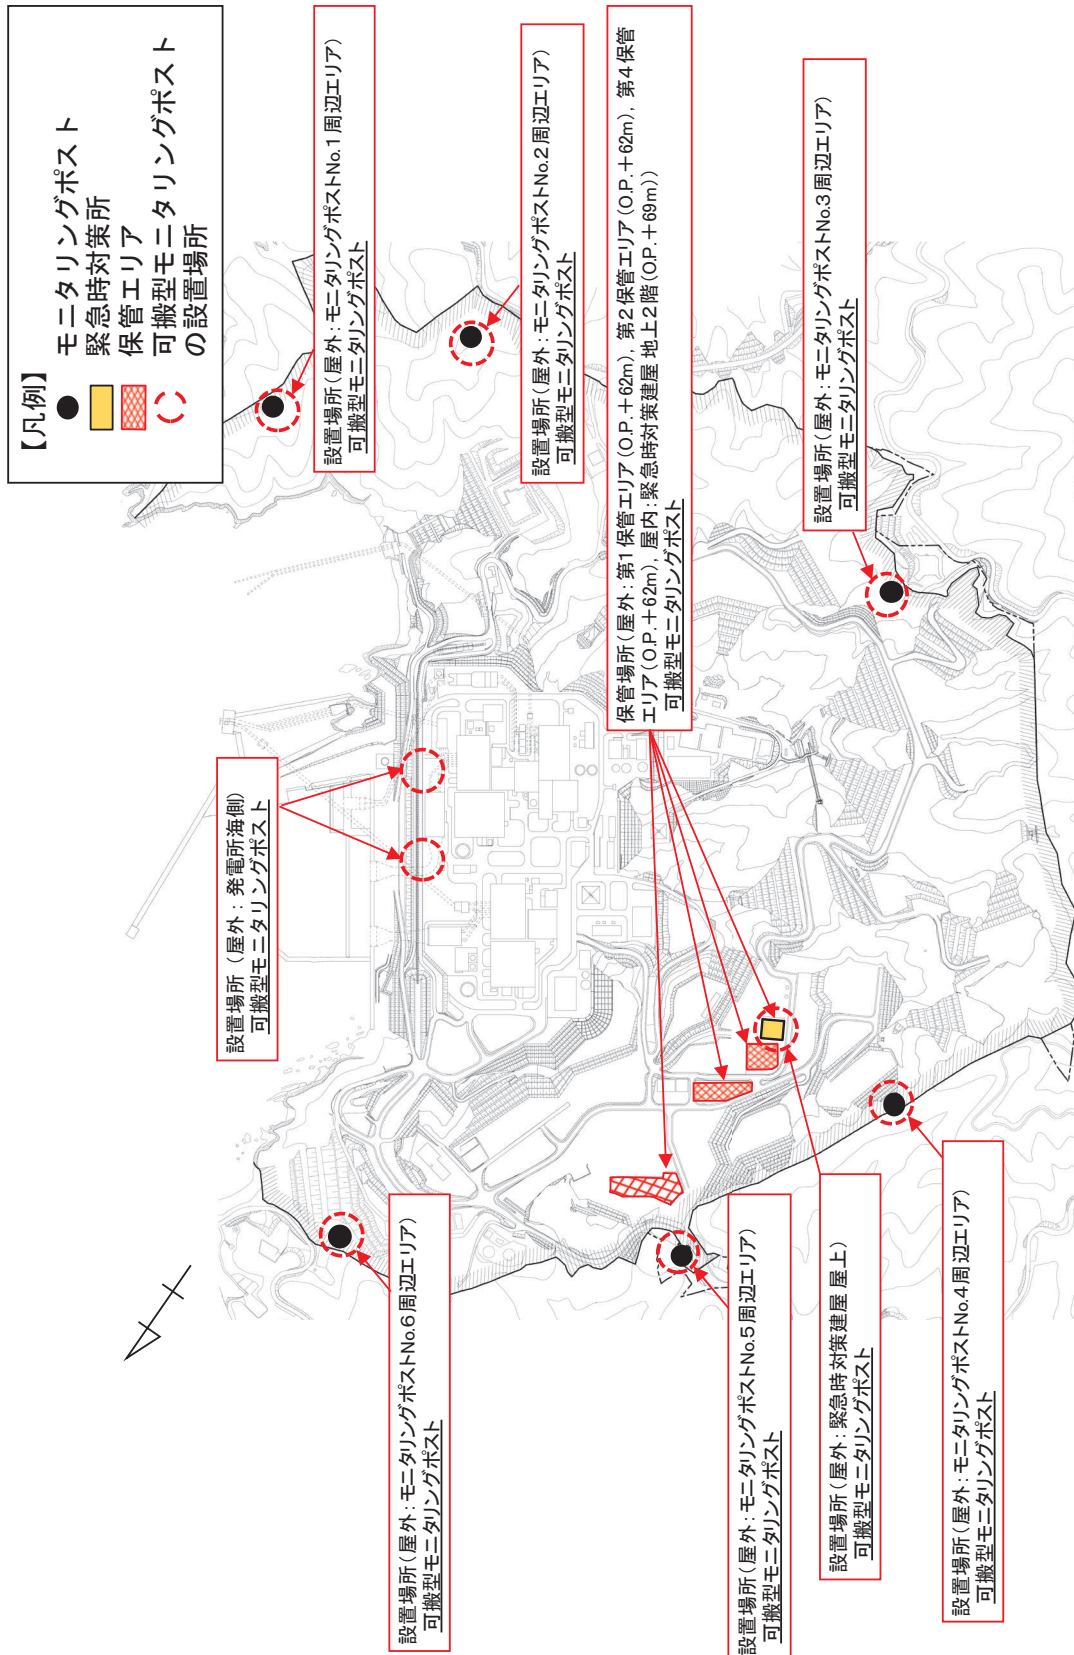 【凡例】
モニタリングポスト
緊急時対策所
保管エリア
可搬型モニタリングポスト
の設置場所
設置場所(屋外:モニタリングポストNo.1周辺エリア)
可搬型モニタリングポスト
設置場所(屋外:モニタリングポストNo.2周辺エリア)
可搬型モニタリングポスト
保管場所(屋外:第1保管エリア(O.P.+62m), 第2保管エリア(O.P.+62m), 第4保管
エリア(O.P.+62m), 屋内:緊急時対策建屋 地上2階(O.P.+69m))
可搬型モニタリングポスト
設置場所(屋外:モニタリングポストNo.3周辺エリア)
可搬型モニタリングポスト
設置場所(屋外:発電所海側)
可搬型モニタリングポスト
設置場所(屋外:モニタリングポストNo.6周辺エリア)
可搬型モニタリングポスト
設置場所(屋外:モニタリングポストNo.5周辺エリア)
可搬型モニタリングポスト
設置場所(屋外:緊急時対策建屋 屋上)
可搬型モニタリングポスト
設置場所(屋外:モニタリングポストNo.4周辺エリア)
可搬型モニタリングポスト